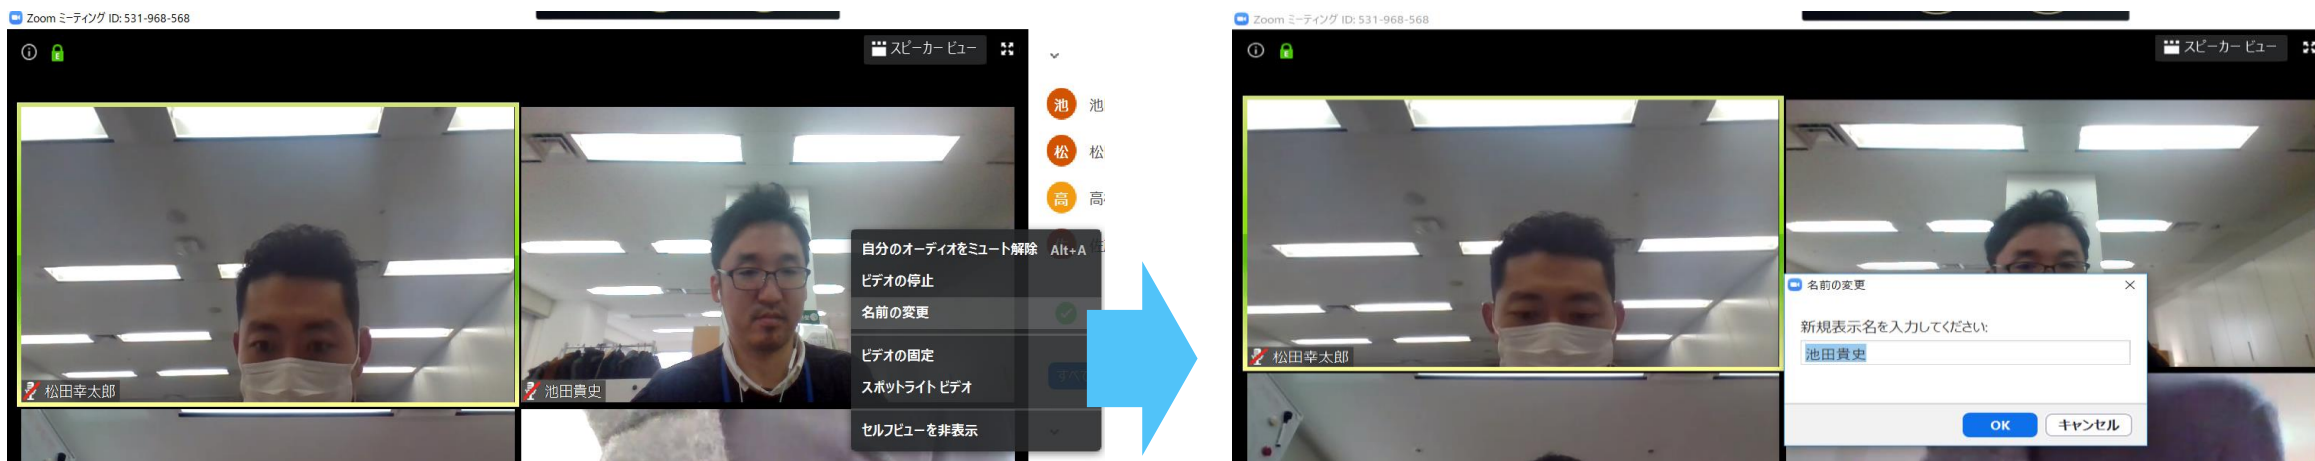 Zoom ミーティング ID: 531-968-568
スピーカー ビュー
池 池
松 松
高 高
自分のオーディオをミュート解除 Alt+A
ビデオの停止
名前の変更
ビデオの固定
スポットライト ビデオ
セルフビューを非表示
すべ
松田幸太郎
池田貴史
Zoom ミーティング ID: 531-968-568
スピーカー ビュー
松田幸太郎
名前の変更
新規表示名を入力してください:
池田貴史
OK キャンセル